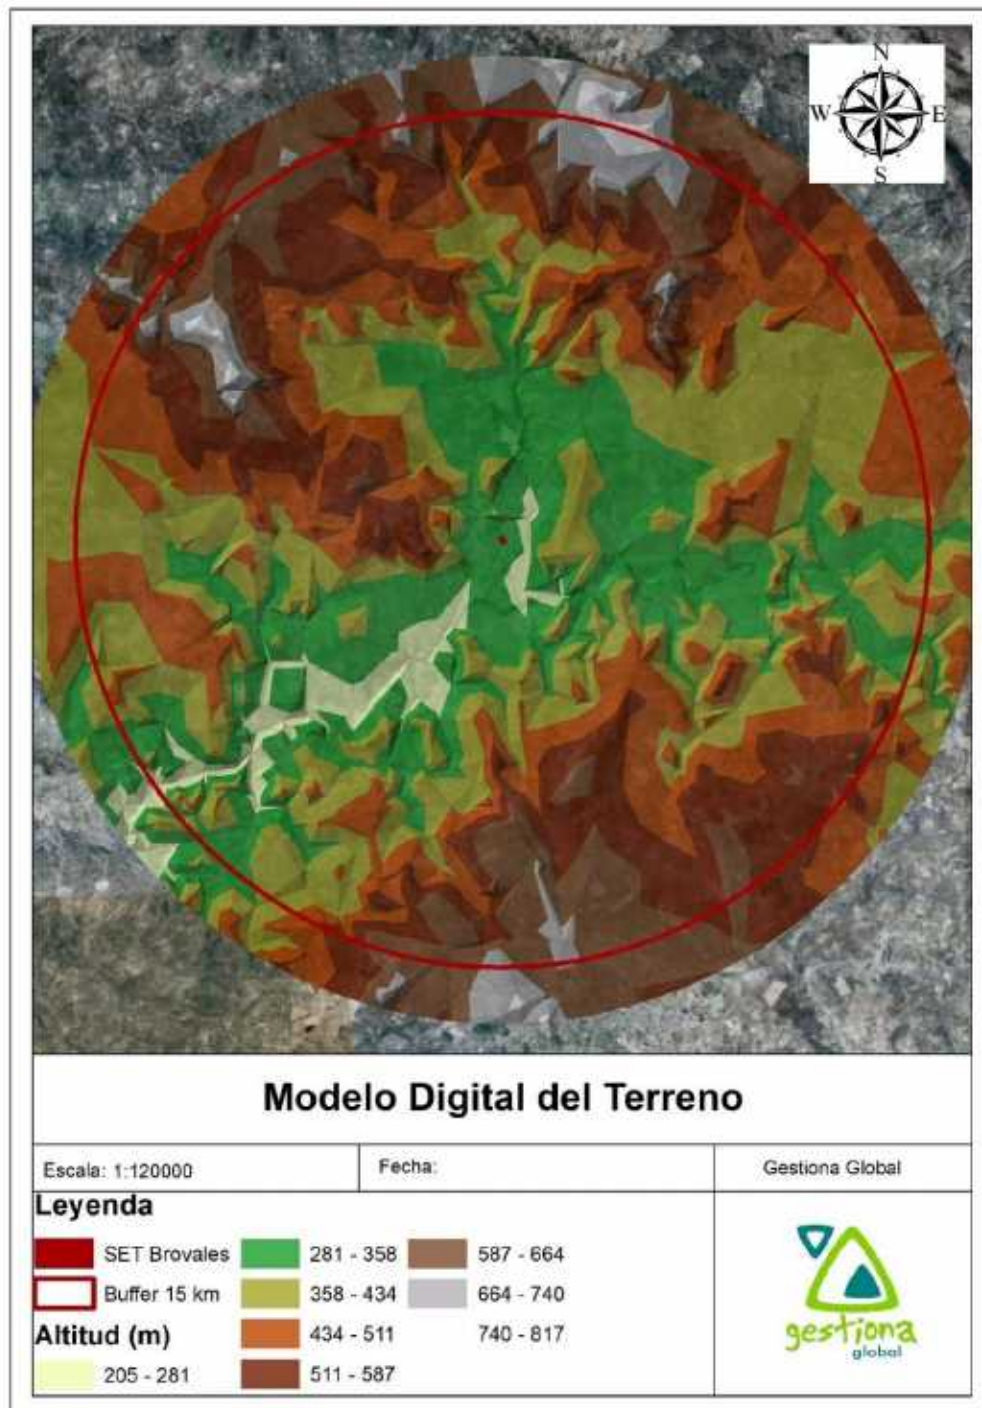 N
W E
S
Modelo Digital del Terreno
Escala: 1:120000
Fecha:
Gestiona Global
Leyenda
SET Brovales
Buffer 15 km
Altitud (m)
205 - 281
281 - 358
358 - 434
434 - 511
511 - 587
587 - 664
664 - 740
740 - 817
gestiona
global